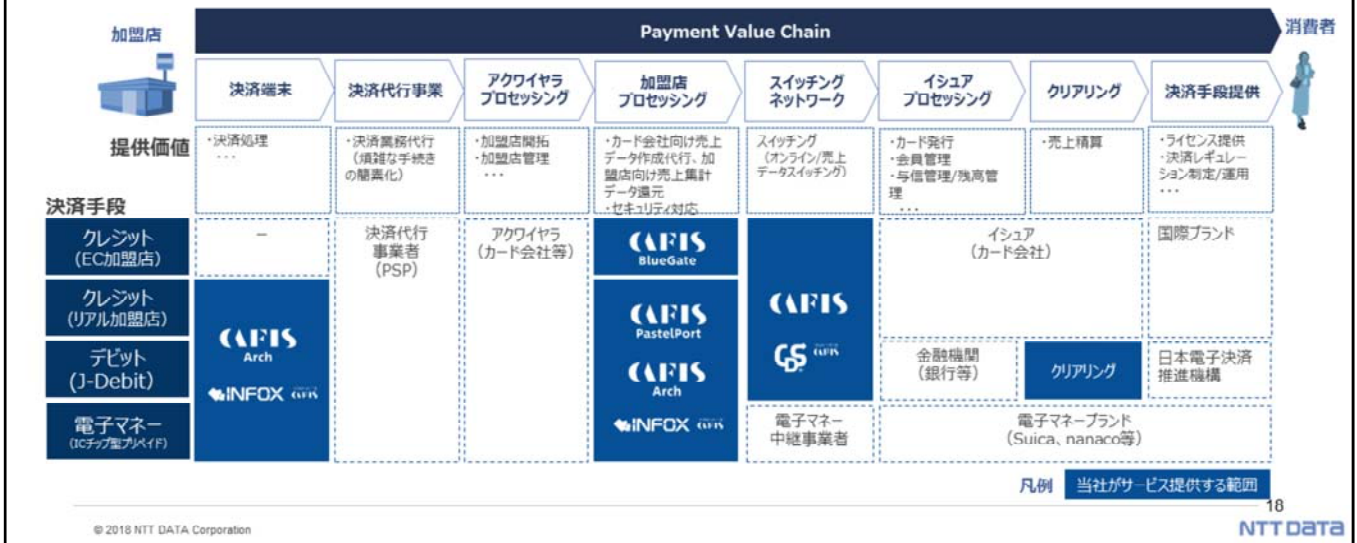 加盟店
Payment Value Chain
消費者
決済端末
決済代行事業
アクワイヤラ
プロセッシング
加盟店
プロセッシング
スイッチング
ネットワーク
イシュア
プロセッシング
クリアリング
決済手段提供
提供価値
・決済処理
・・・
・決済業務代行
(煩雑な手続き
の簡素化)
・加盟店開拓
・加盟店管理
・・・
・カード会社向け売上
データ作成代行、加
盟店向け売上集計
データ還元
・セキュリティ対応
スイッチング
(オンライン/売上
データスイッチング)
・カード発行
・会員管理
・与信管理/残高管
理
・・・
・売上精算
・ライセンス提供
・決済レギュレー
ション制定/運用
・・・
決済手段
クレジット
(EC加盟店)
－
決済代行
事業者
(PSP)
アクワイヤラ
(カード会社等)
CAFIS
BlueGate
イシュア
(カード会社)
国際ブランド
クレジット
(リアル加盟店)
CAFIS
Arch
INFOX CAFIS
CAFIS
PastelPort
CAFIS
Arch
INFOX CAFIS
CAFIS
GDS CAFIS
デビット
(J-Debit)
金融機関
(銀行等)
クリアリング
日本電子決済
推進機構
電子マネー
(ICチップ型プリペイド)
電子マネー
中継事業者
電子マネーブランド
(Suica、nanaco等)
凡例
当社がサービス提供する範囲
18
© 2018 NTT DATA Corporation
NTT DATA